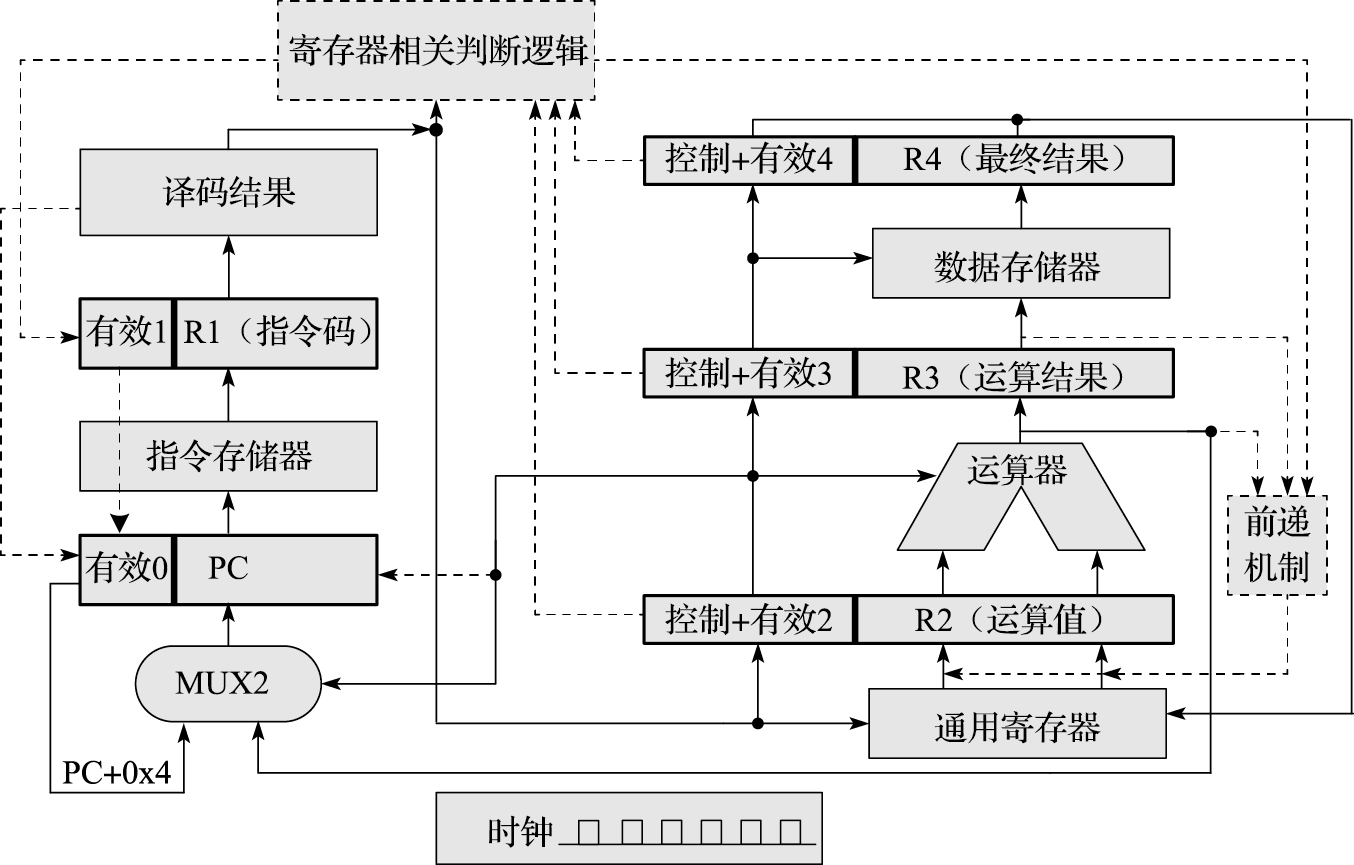 寄存器相关判断逻辑
译码结果
有效1
R1（指令码）
指令存储器
有效0
PC
MUX2
PC+0x4
控制+有效4
R4（最终结果）
数据存储器
控制+有效3
R3（运算结果）
运算器
前递
机制
控制+有效2
R2（运算值）
通用寄存器
时钟